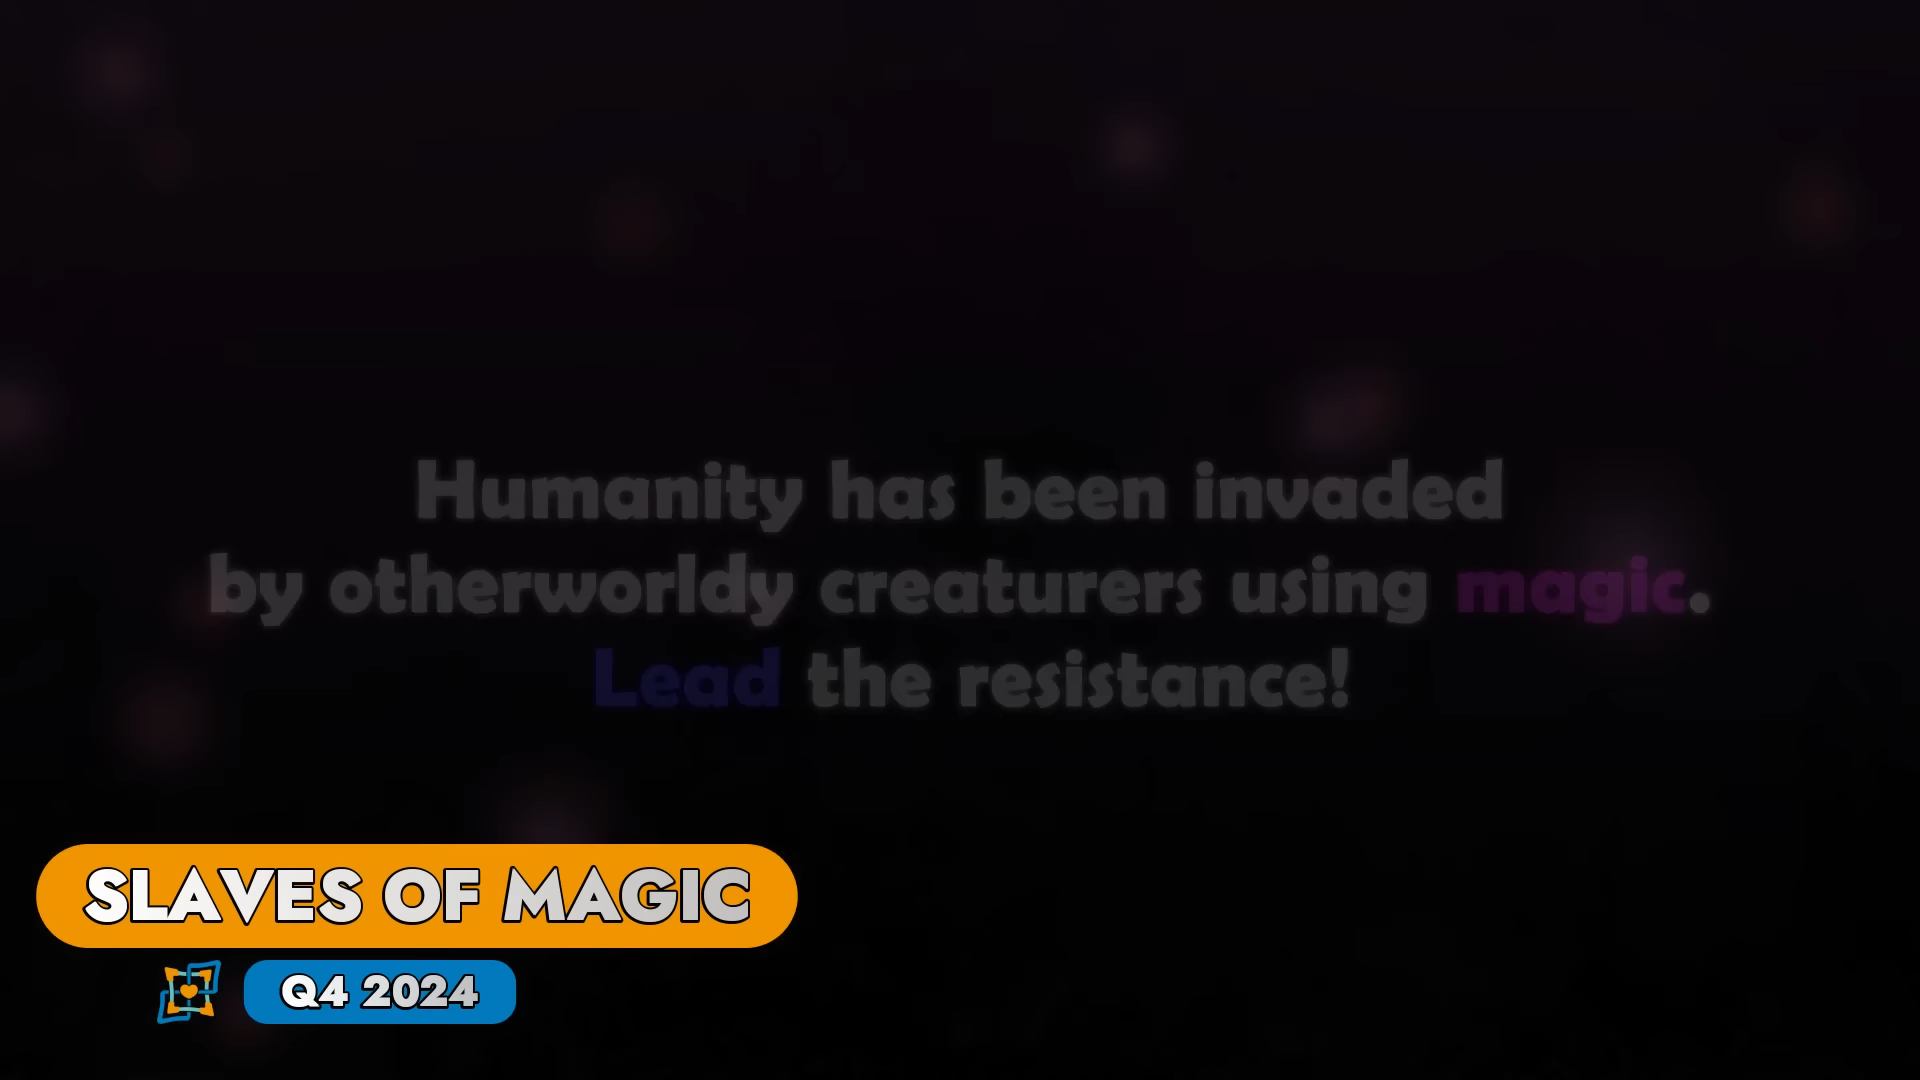 Humanity has been invaded
by otherworldy creaturers using magic.
Lead the resistance!
SLAVES OF MAGIC
Q4 2024